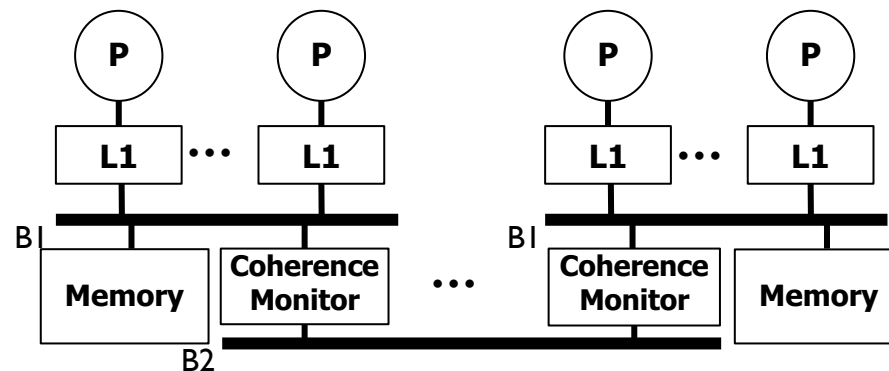 P P P P
L1 ... L1 L1 ... L1
B1 B1
Memory Coherence Monitor ... Coherence Monitor Memory
B2